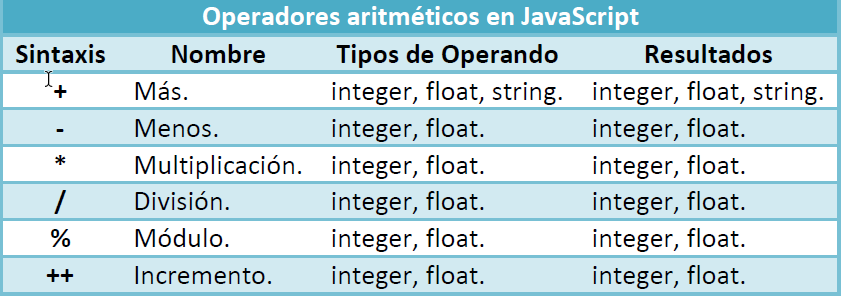 Operadores aritméticos en JavaScript
Sintaxis Nombre Tipos de Operando Resultados
+ Más. integer, float, string. integer, float, string.
- Menos. integer, float. integer, float.
* Multiplicación. integer, float. integer, float.
/ División. integer, float. integer, float.
% Módulo. integer, float. integer, float.
++ Incremento. integer, float. integer, float.